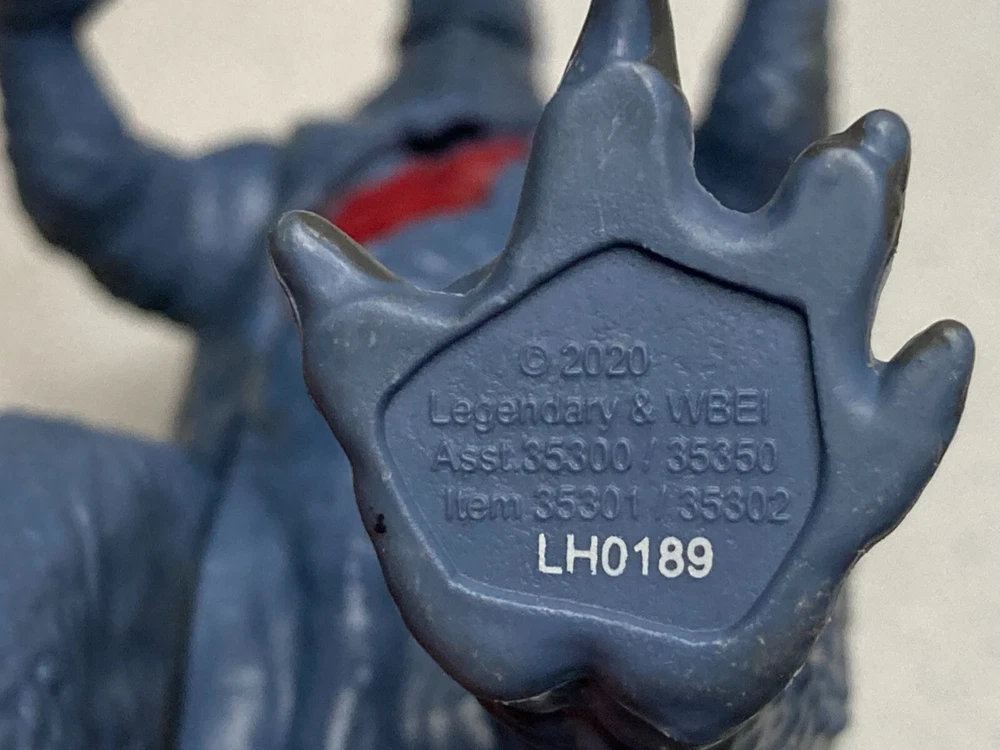 © 2020
Legendary & WBEI
Asst.35300 / 35350
Item 35301 / 35302
LH0189